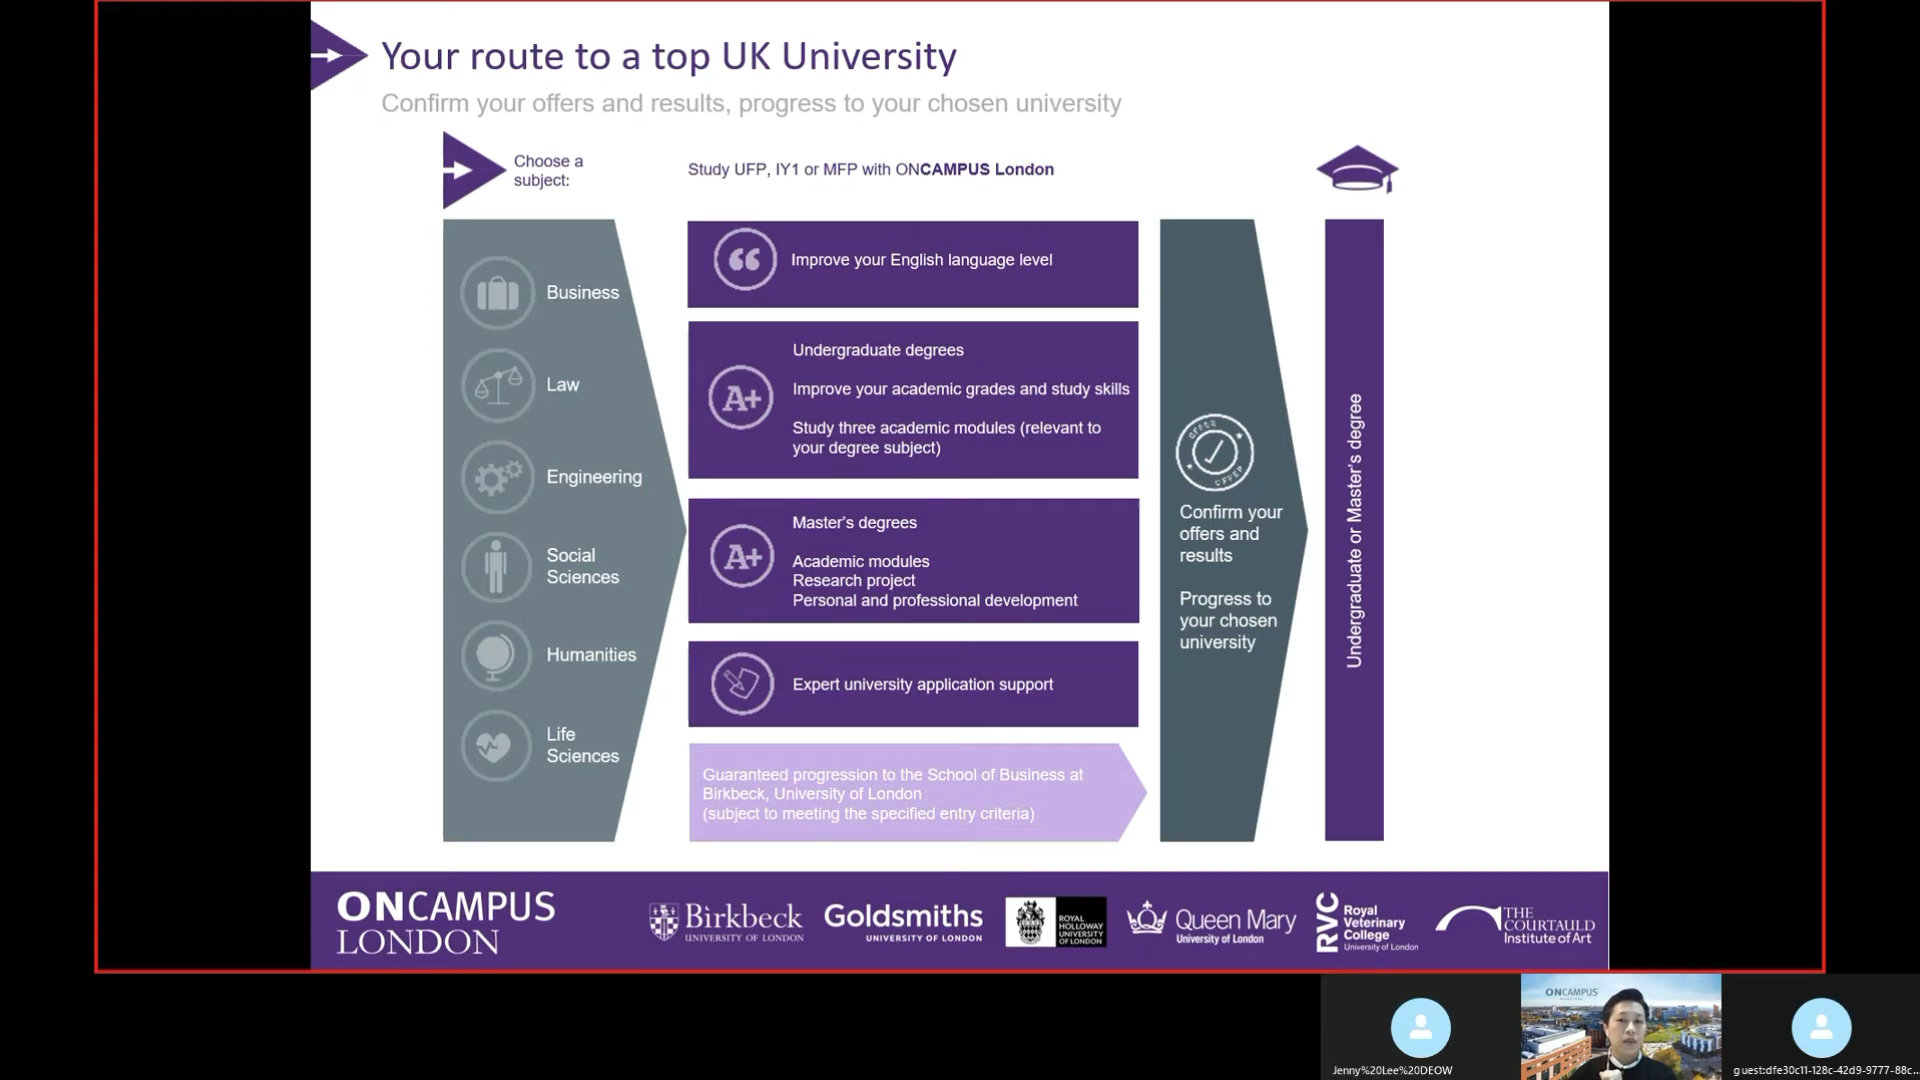 Your route to a top UK University
Confirm your offers and results, progress to your chosen university
Choose a
subject:
Study UFP, IY1 or MFP with ONCAMPUS London
Business
Law
Engineering
Social
Sciences
Humanities
Life
Sciences
Improve your English language level
A+
Undergraduate degrees
Improve your academic grades and study skills
Study three academic modules (relevant to
your degree subject)
A+
Master's degrees
Academic modules
Research project
Personal and professional development
Expert university application support
Guaranteed progression to the School of Business at
Birkbeck, University of London
(subject to meeting the specified entry criteria)
OFFER
OFFER
Confirm your
offers and
results
Progress to
your chosen
university
Undergraduate or Master's degree
ONCAMPUS
LONDON
Birkbeck
UNIVERSITY OF LONDON
Goldsmiths
UNIVERSITY OF LONDON
ROYAL
HOLLOWAY
UNIVERSITY
OF LONDON
Queen Mary
University of London
RVC
Royal
Veterinary
College
University of London
THE
COURTAULD
Institute of Art
ONCAMPUS
Jenny%20Lee%20DEOW
guest:dfe30c11-128c-42d9-9777-88c...